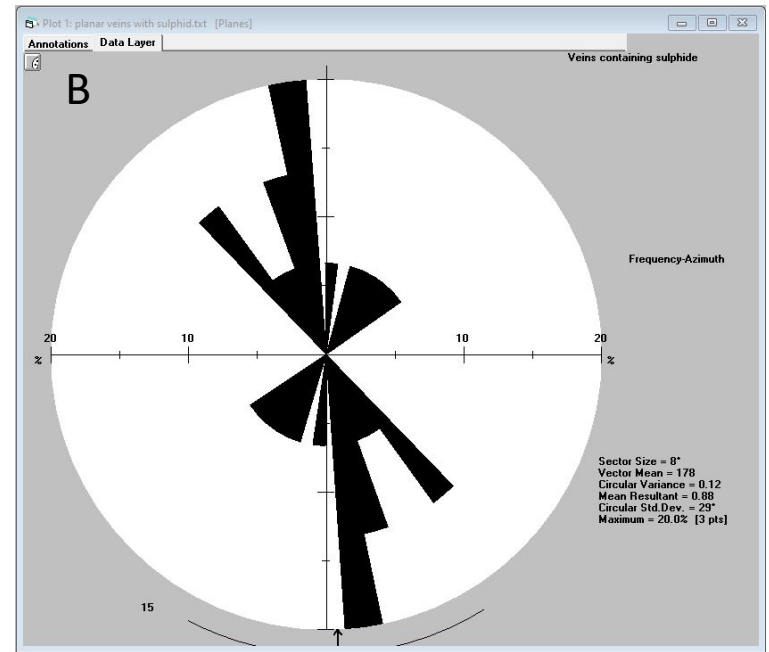 Plot 1: planar veins with sulphid.txt [Planes]
Annotations Data Layer
Veins containing sulphide
B
Frequency-Azimuth
20 10 10 20
% %
Sector Size = 8°
Vector Mean = 178
Circular Variance = 0.12
Mean Resultant = 0.88
Circular Std.Dev. = 29°
Maximum = 20.0% [3 pts]
15